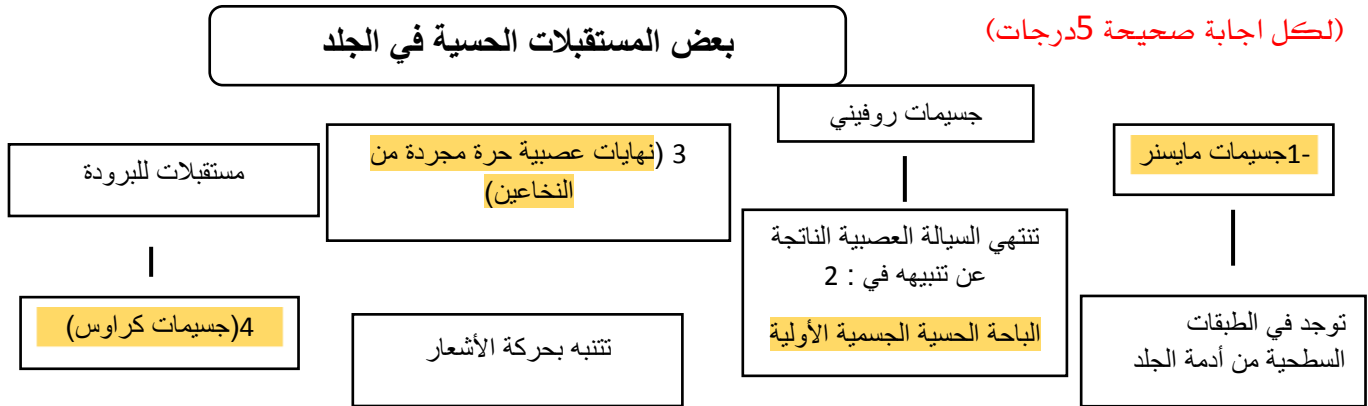 (لكل اجابة صحيحة 5درجات)
بعض المستقبلات الحسية في الجلد
-1جسيمات مايسنر
توجد في الطبقات
السطحية من أدمة الجلد
جسيمات روفيني
تنتهي السيالة العصبية الناتجة
عن تنبيهه في : 2
الباحة الحسية الجسمية الأولية
3 (نهايات عصبية حرة مجردة من
النخاعين)
تتنبه بحركة الأشعار
مستقبلات للبرودة
4(جسيمات كراوس)